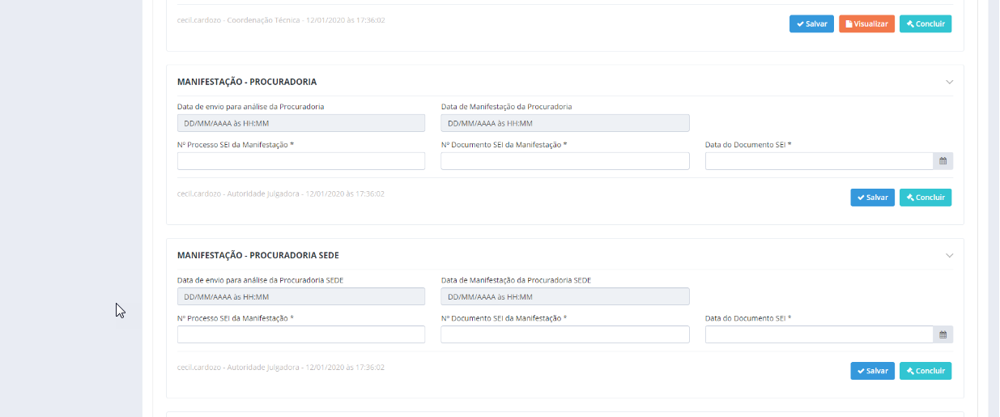 cecil.cardozo - Coordenação Técnica - 12/01/2020 às 17:36:02
Salvar Visualizar Concluir
MANIFESTAÇÃO - PROCURADORIA
Data de envio para análise da Procuradoria Data de Manifestação da Procuradoria
DD/MM/AAAA às HH:MM DD/MM/AAAA às HH:MM
Nº Processo SEI da Manifestação * Nº Documento SEI da Manifestação * Data do Documento SEI *
cecil.cardozo - Autoridade Julgadora - 12/01/2020 às 17:36:02
Salvar Concluir
MANIFESTAÇÃO - PROCURADORIA SEDE
Data de envio para análise da Procuradoria SEDE Data de Manifestação da Procuradoria SEDE
DD/MM/AAAA às HH:MM DD/MM/AAAA às HH:MM
Nº Processo SEI da Manifestação * Nº Documento SEI da Manifestação * Data do Documento SEI *
cecil.cardozo - Autoridade Julgadora - 12/01/2020 às 17:36:02
Salvar Concluir